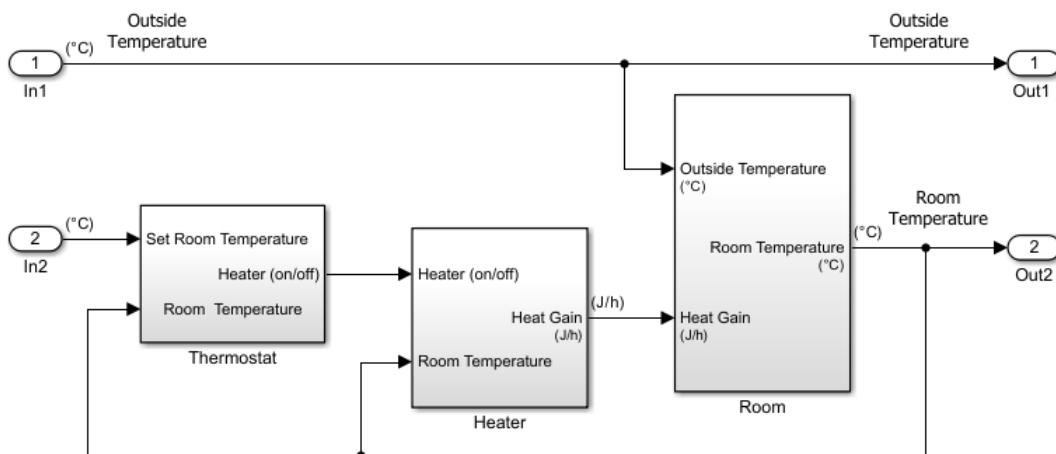 Outside
Temperature
(°C)
1
In1
Outside
Temperature
1
Out1
Outside Temperature
(°C)
Room Temperature
(°C)
Heat Gain
(J/h)
Room
(°C)
2
In2
Set Room Temperature
Heater (on/off)
Room  Temperature
Thermostat
Heater (on/off)
Heat Gain
(J/h)
Room Temperature
Heater
(J/h)
Room
Temperature
(°C)
2
Out2